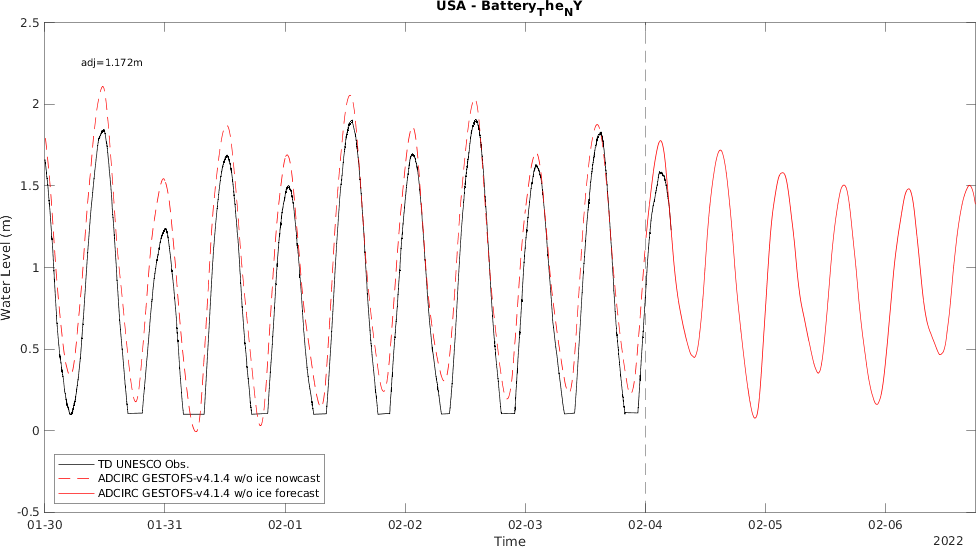 USA - BatteryTheNY
adj=1.172m
2.5
2
1.5
1
0.5
0
-0.5
Water Level (m)
TD UNESCO Obs.
ADCIRC GESTOFS-v4.1.4 w/o ice nowcast
ADCIRC GESTOFS-v4.1.4 w/o ice forecast
01-30 01-31 02-01 02-02 02-03 02-04 02-05 02-06
Time
2022